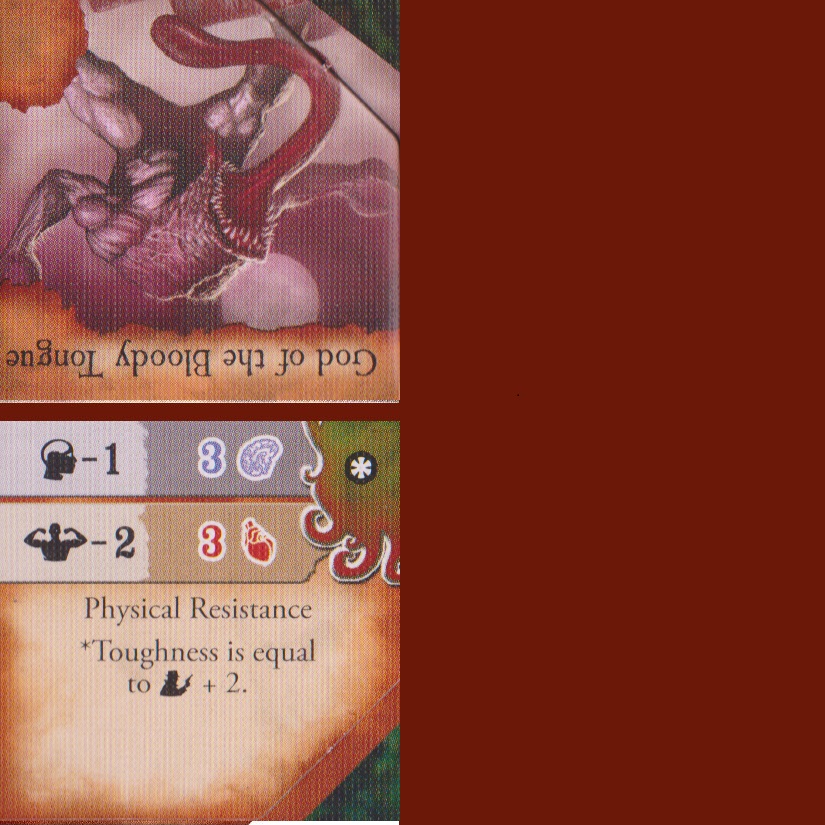 God of the Bloody Tongue
-1 3
-2 3
Physical Resistance
*Toughness is equal
to + 2.